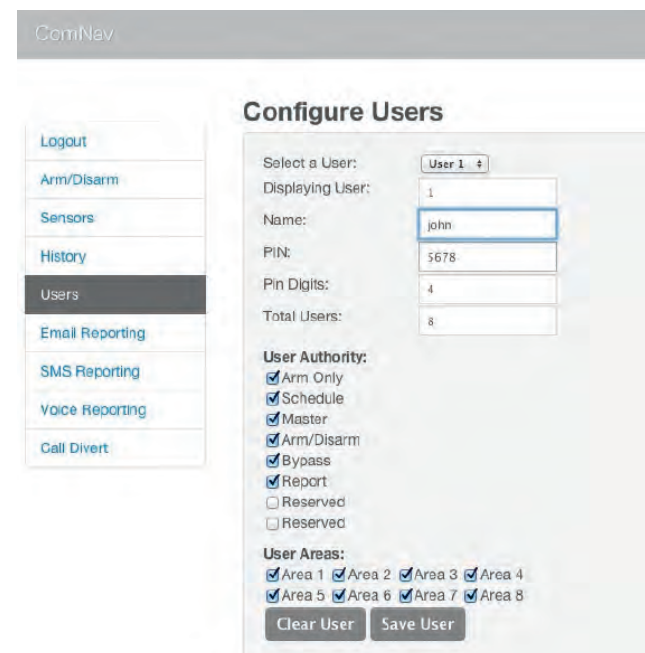 ComNav
Configure Users
Logout
Arm/Disarm
Sensors
History
Users
Email Reporting
SMS Reporting
Voice Reporting
Call Divert
Select a User: User 1
Displaying User: 1
Name: john
PIN: 5678
Pin Digits: 4
Total Users: 8
User Authority:
Arm Only
Schedule
Master
Arm/Disarm
Bypass
Report
Reserved
Reserved
User Areas:
Area 1 Area 2 Area 3 Area 4
Area 5 Area 6 Area 7 Area 8
Clear User Save User